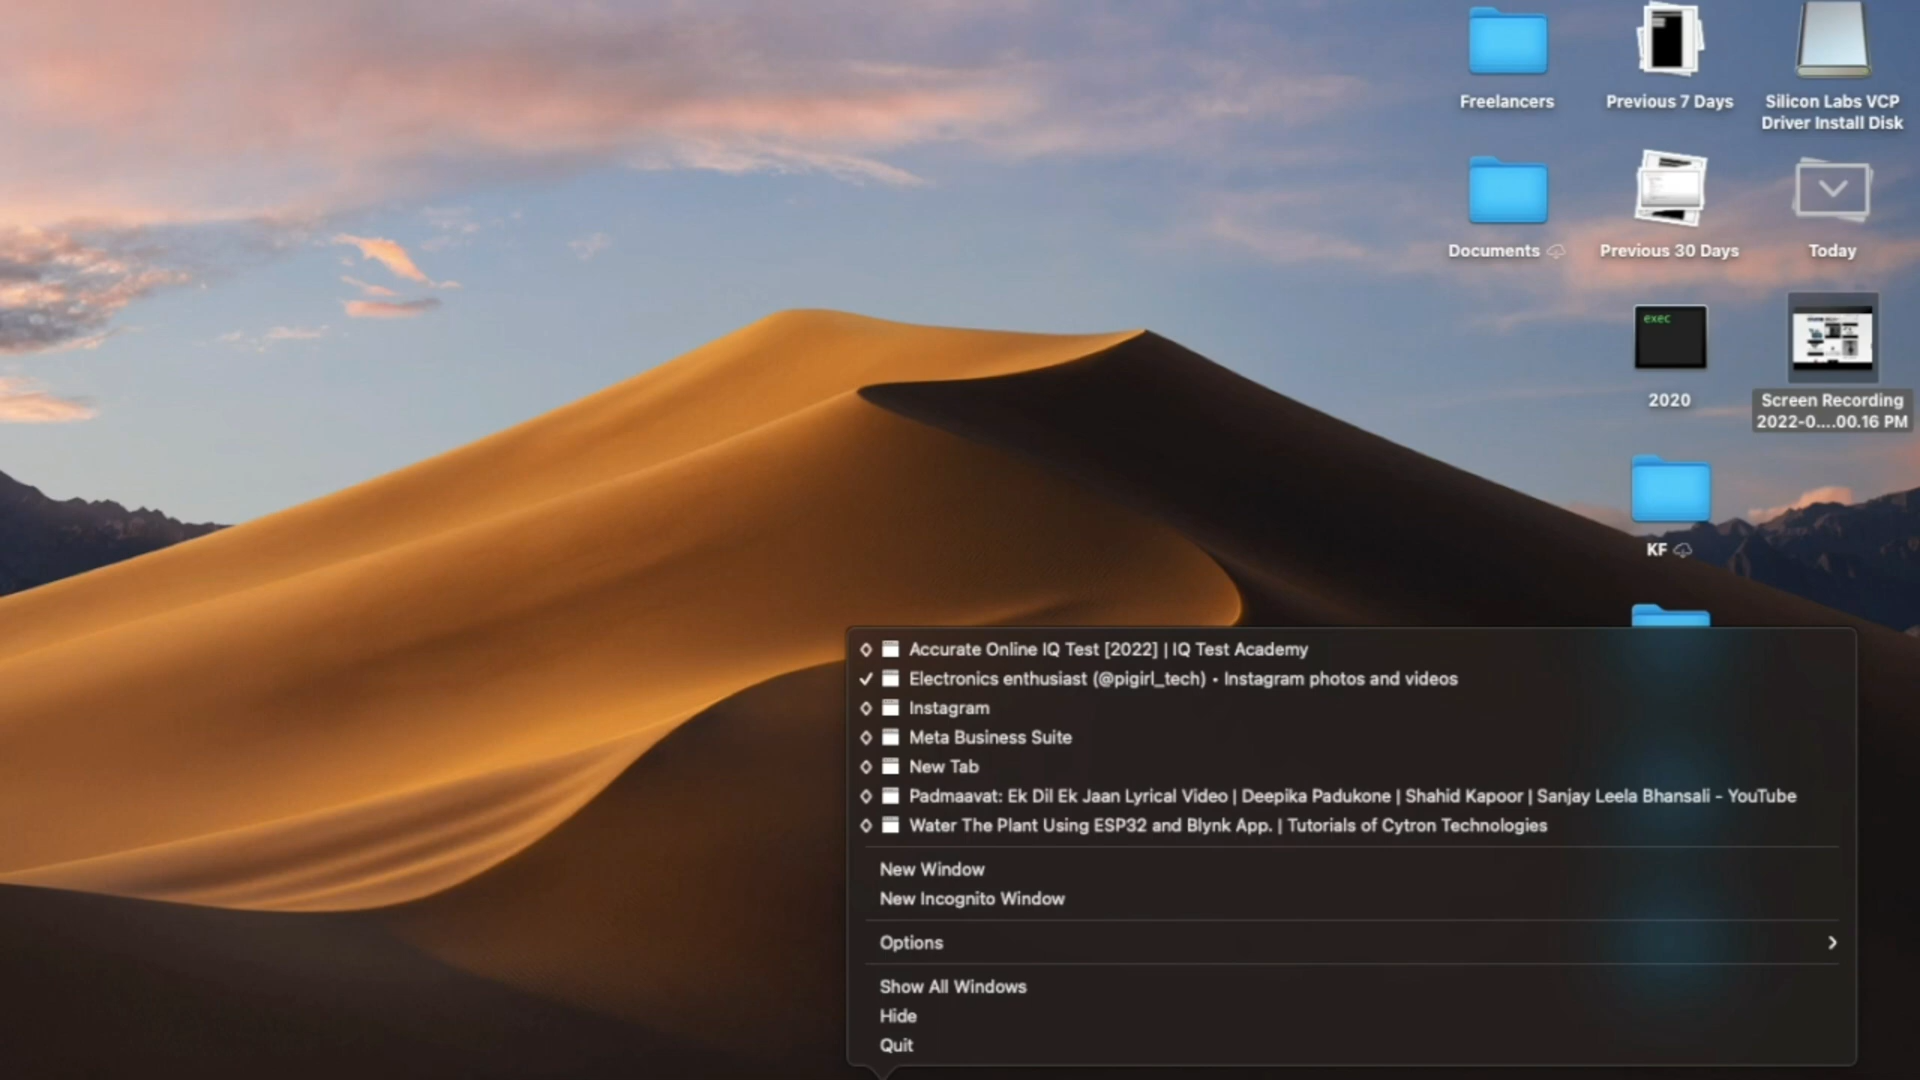 Freelancers
Previous 7 Days
Silicon Labs VCP
Driver Install Disk
Documents
Previous 30 Days
Today
exec
2020
Screen Recording
2022-0....00.16 PM
KF
Accurate Online IQ Test [2022] | IQ Test Academy
Electronics enthusiast (@pigirl_tech) • Instagram photos and videos
Instagram
Meta Business Suite
New Tab
Padmaavat: Ek Dil Ek Jaan Lyrical Video | Deepika Padukone | Shahid Kapoor | Sanjay Leela Bhansali - YouTube
Water The Plant Using ESP32 and Blynk App. | Tutorials of Cytron Technologies
New Window
New Incognito Window
Options
Show All Windows
Hide
Quit